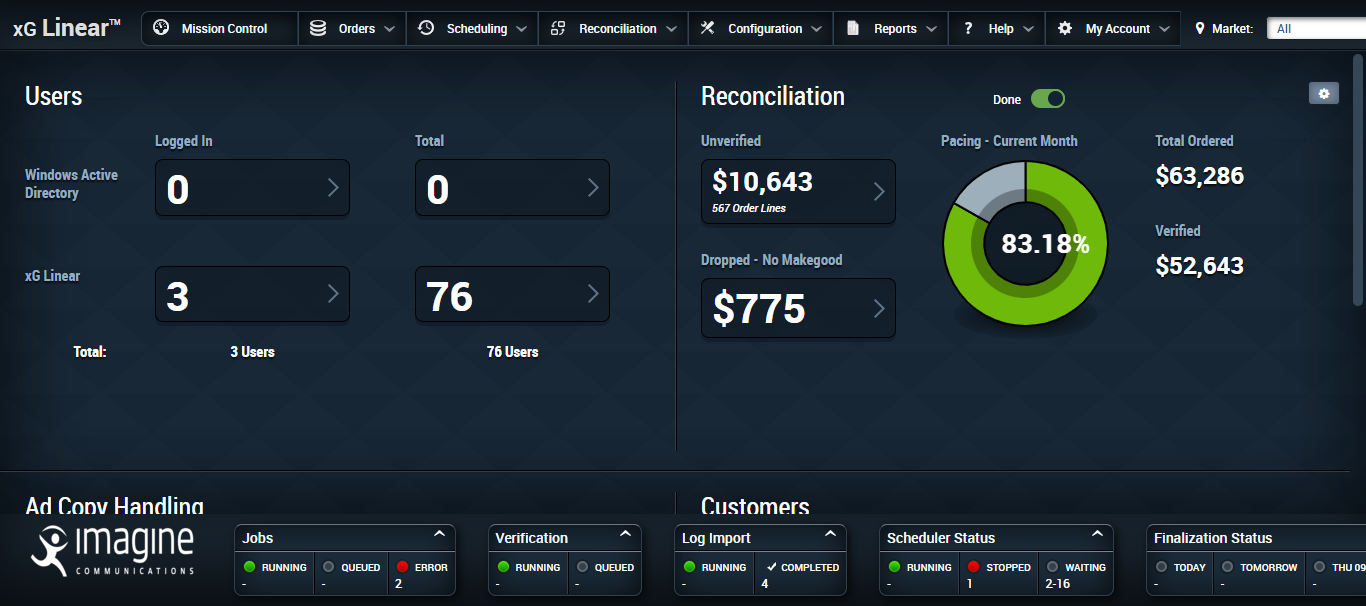 xG Linear™
Mission Control
Orders
Scheduling
Reconciliation
Configuration
Reports
? Help
My Account
Market:
All
Users
Logged In
Total
Windows Active
Directory
0
0
xG Linear
3
76
Total:
3 Users
76 Users
Reconciliation
Done
Unverified
$10,643
567 Order Lines
Dropped - No Makegood
$775
Pacing - Current Month
83.18%
Total Ordered
$63,286
Verified
$52,643
Ad Copy Handling
Customers
imagine
COMMUNICATIONS
Jobs
RUNNING
-
QUEUED
-
ERROR
2
Verification
RUNNING
-
QUEUED
-
Log Import
RUNNING
-
COMPLETED
4
Scheduler Status
RUNNING
-
STOPPED
1
WAITING
2-16
Finalization Status
TODAY
-
TOMORROW
-
THU 09
-